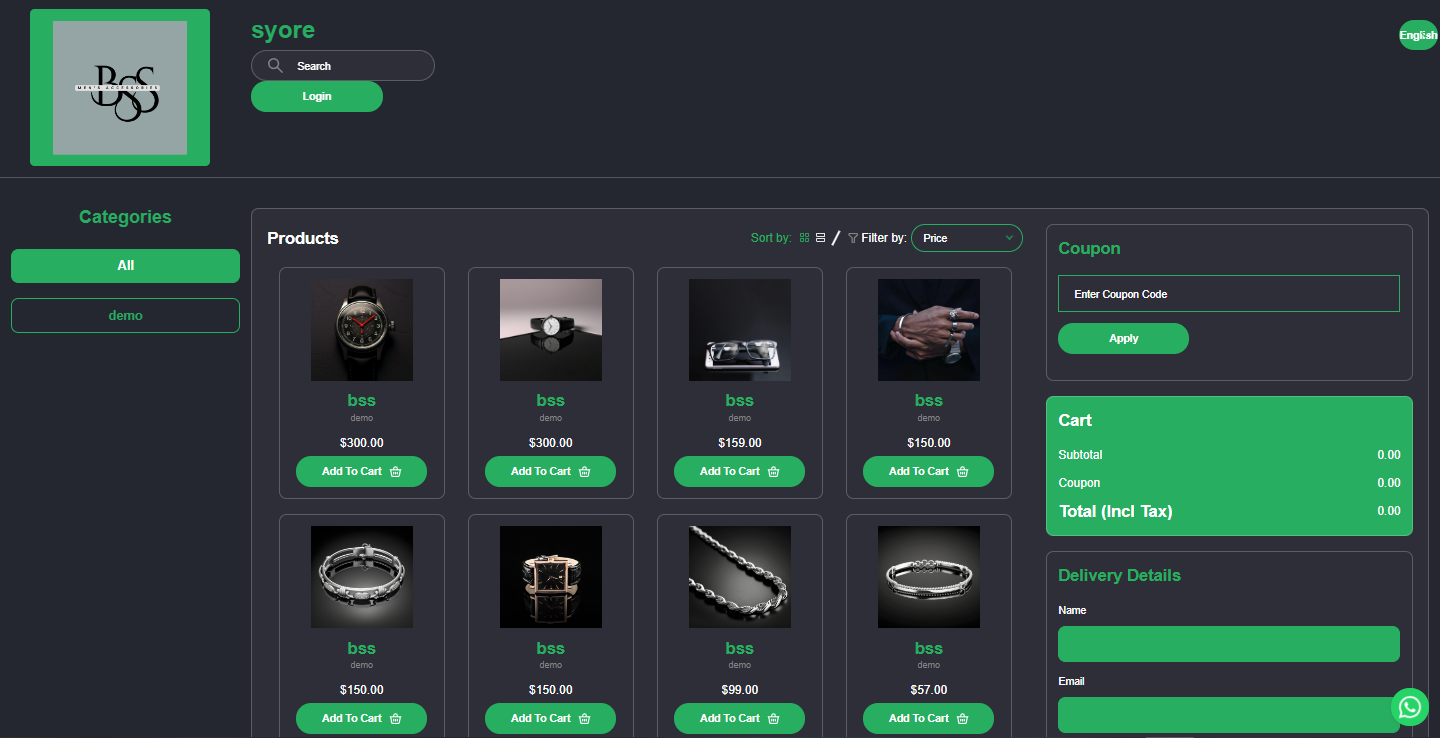 syore
English
Search
Login
BSS
MEN'S ACCESSORIES
Categories
All
demo
Products
Sort by:
/
Filter by:
Price
bss
demo
$300.00
Add To Cart
bss
demo
$300.00
Add To Cart
bss
demo
$159.00
Add To Cart
bss
demo
$150.00
Add To Cart
bss
demo
$150.00
Add To Cart
bss
demo
$150.00
Add To Cart
bss
demo
$99.00
Add To Cart
bss
demo
$57.00
Add To Cart
Coupon
Enter Coupon Code
Apply
Cart
Subtotal 0.00
Coupon 0.00
Total (Incl Tax) 0.00
Delivery Details
Name
Email